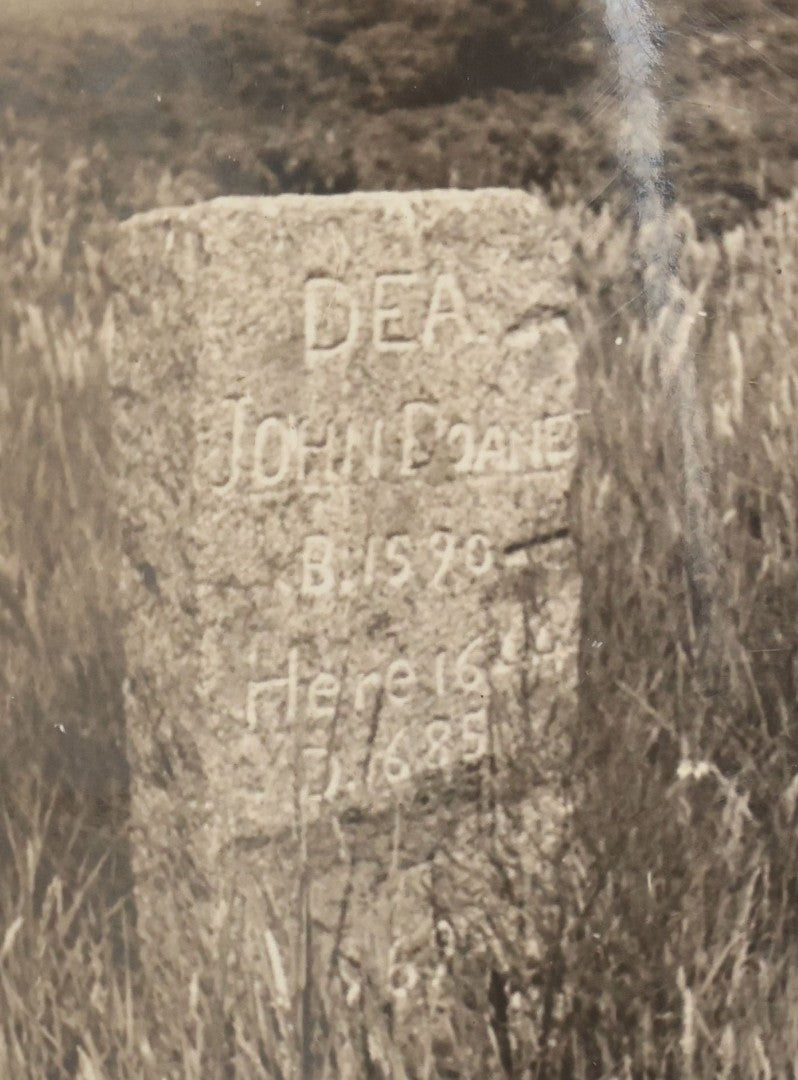 DEA.
JOHN DOANE
B. 1590
Here 1644
D. 1685